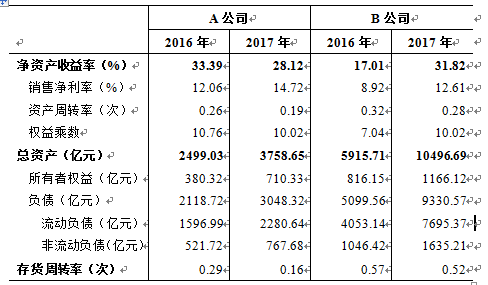 A 公司 B 公司
2016 年 2017 年 2016 年 2017 年
净资产收益率（%） 33.39 28.12 17.01 31.82
销售净利率（%） 12.06 14.72 8.92 12.61
资产周转率（次） 0.26 0.19 0.32 0.28
权益乘数 10.76 10.02 7.04 10.02
总资产（亿元） 2499.03 3758.65 5915.71 10496.69
所有者权益（亿元） 380.32 710.33 816.15 1166.12
负债（亿元） 2118.72 3048.32 5099.56 9330.57
流动负债（亿元） 1596.99 2280.64 4053.14 7695.37
非流动负债(亿元） 521.72 767.68 1046.42 1635.21
存货周转率（次） 0.29 0.16 0.57 0.52